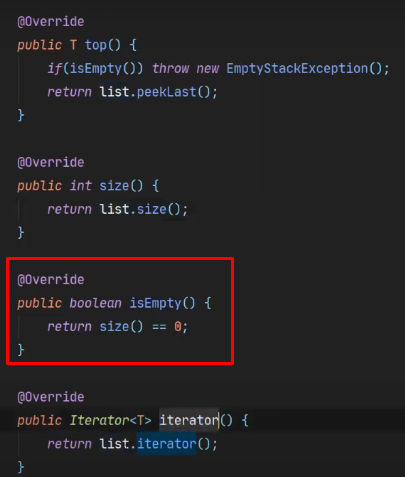 @Override
public T top() {
if(isEmpty()) throw new EmptyStackException();
return list.peekLast();
}
@Override
public int size() {
return list.size();
}
@Override
public boolean isEmpty() {
return size() == 0;
}
@Override
public Iterator<T> iterator() {
return list.iterator();
}